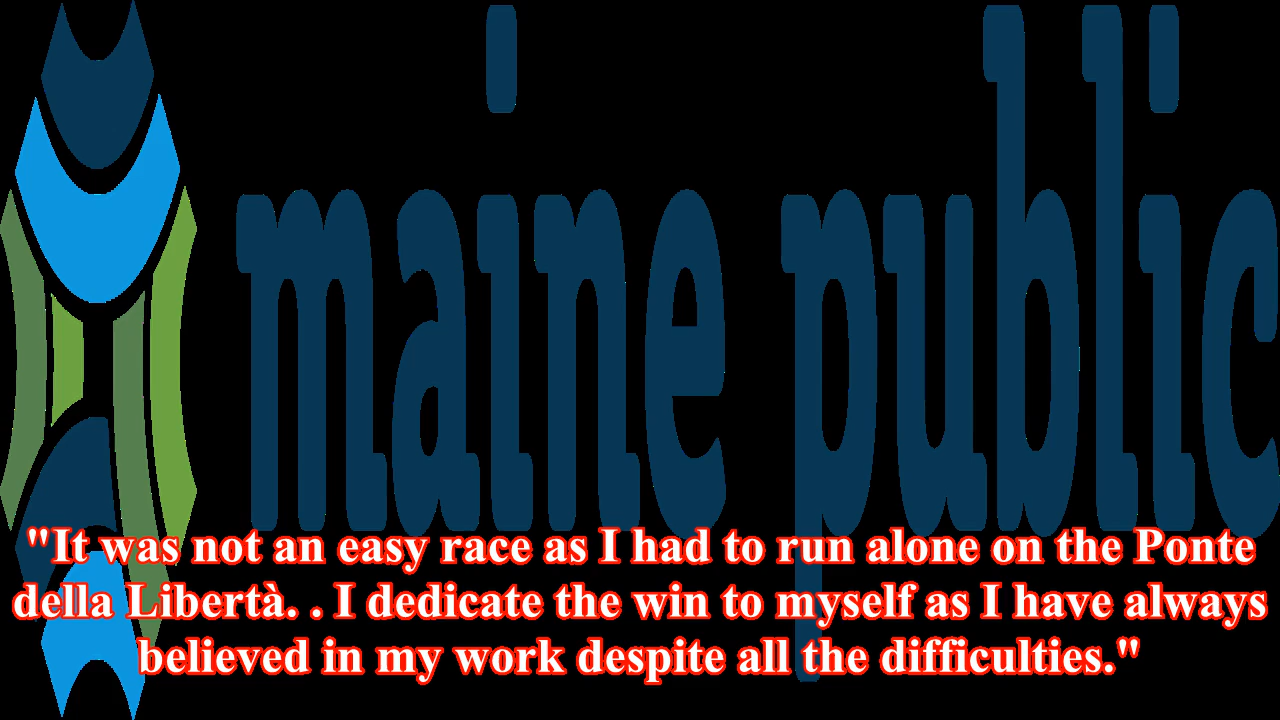 maine public
"It was not an easy race as I had to run alone on the Ponte
della Libertà. . I dedicate the win to myself as I have always
believed in my work despite all the difficulties."